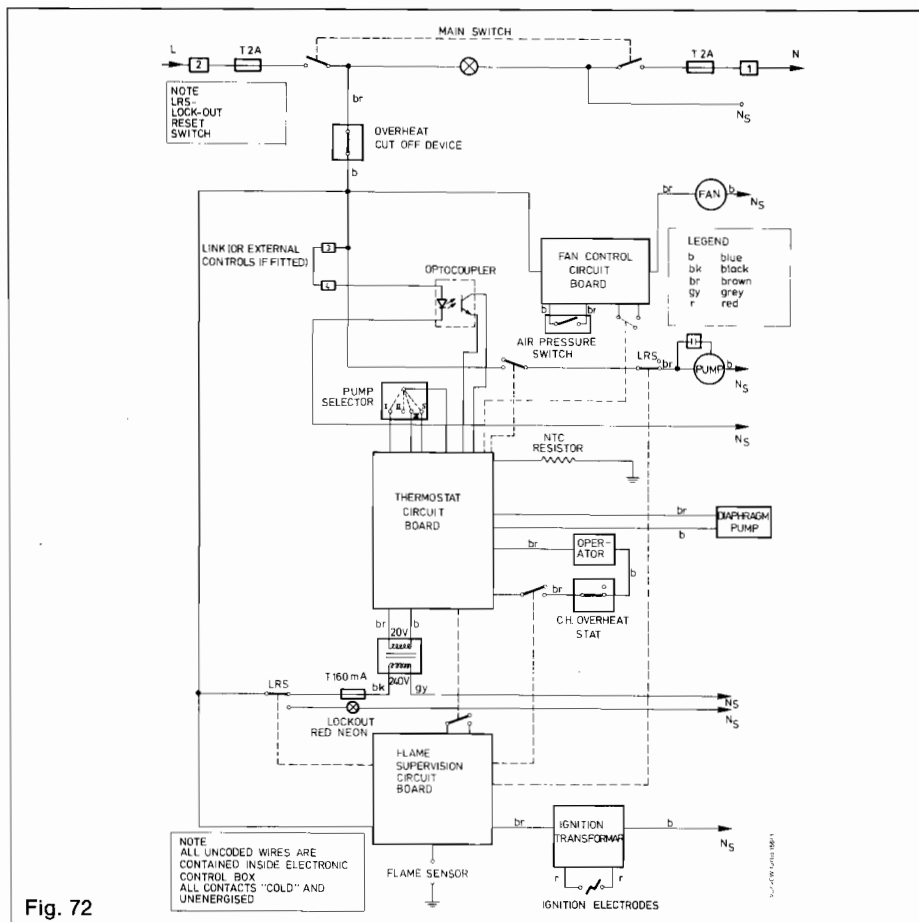 MAIN SWITCH
L
2
T 2A
T 2A
1
N
NOTE
LRS-
LOCK-OUT
RESET
SWITCH
br
NS
OVERHEAT
CUT OFF DEVICE
b
br
FAN
b
NS
LINK (OR EXTERNAL
CONTROLS IF FITTED)
3
4
OPTOCOUPLER
FAN CONTROL
CIRCUIT
BOARD
LEGEND
b blue
bk black
br brown
gy grey
r red
b
br
AIR PRESSURE
SWITCH
LRS
br
PUMP
b
NS
PUMP
SELECTOR
I
II
III
S
NS
NTC
RESISTOR
THERMOSTAT
CIRCUIT
BOARD
br
b
DIAPHRAGM
PUMP
br
OPER-
ATOR
b
br
C.H. OVERHEAT
STAT
br
b
20V
240V
LRS
T160 mA
bk
gy
NS
NS
LOCKOUT
RED NEON
FLAME
SUPERVISION
CIRCUIT
BOARD
br
IGNITION
TRANSFORMAR
b
NS
r
r
IGNITION ELECTRODES
FLAME SENSOR
NOTE
ALL UNCODED WIRES ARE
CONTAINED INSIDE ELECTRONIC
CONTROL BOX
ALL CONTACTS "COLD" AND
UNENERGISED
Fig. 72